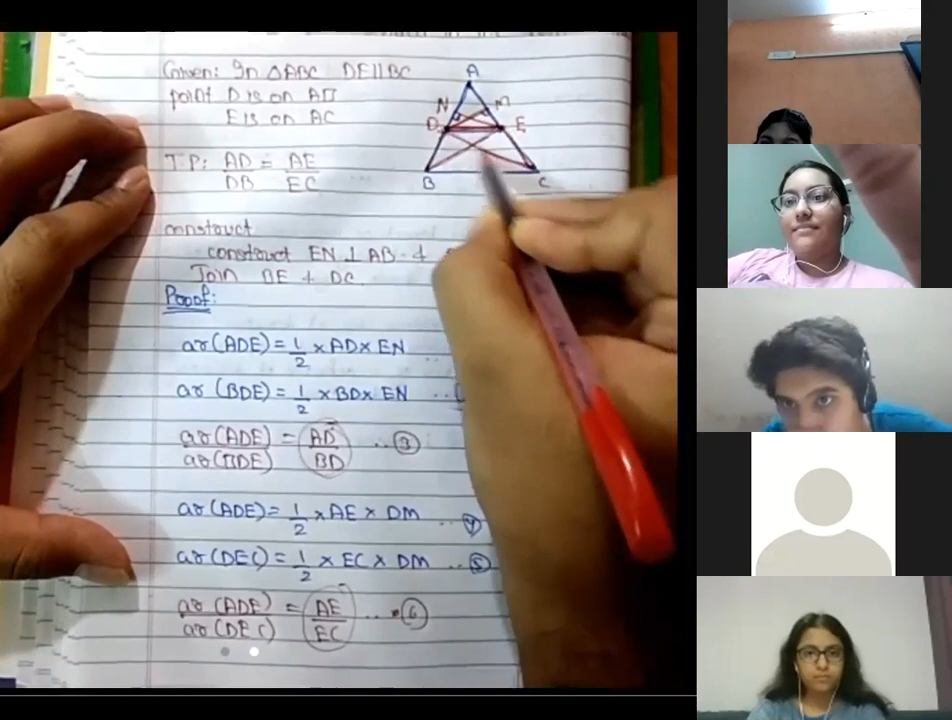 Given: In △ABC DE||BC
point D is on AB
E is on AC
T.P: AD/DB = AE/EC
A
N M
D E
B C
construct
construct EN ⊥ AB &
Join BE & DC
Proof:
ar(ADE) = 1/2 × AD × EN ..
ar(BDE) = 1/2 × BD × EN ..
ar(ADE)/ar(BDE) = AD/BD ...③
ar(ADE) = 1/2 × AE × DM ..④
ar(DEC) = 1/2 × EC × DM ..⑤
ar(ADE)/ar(DEC) = AE/EC ...⑥